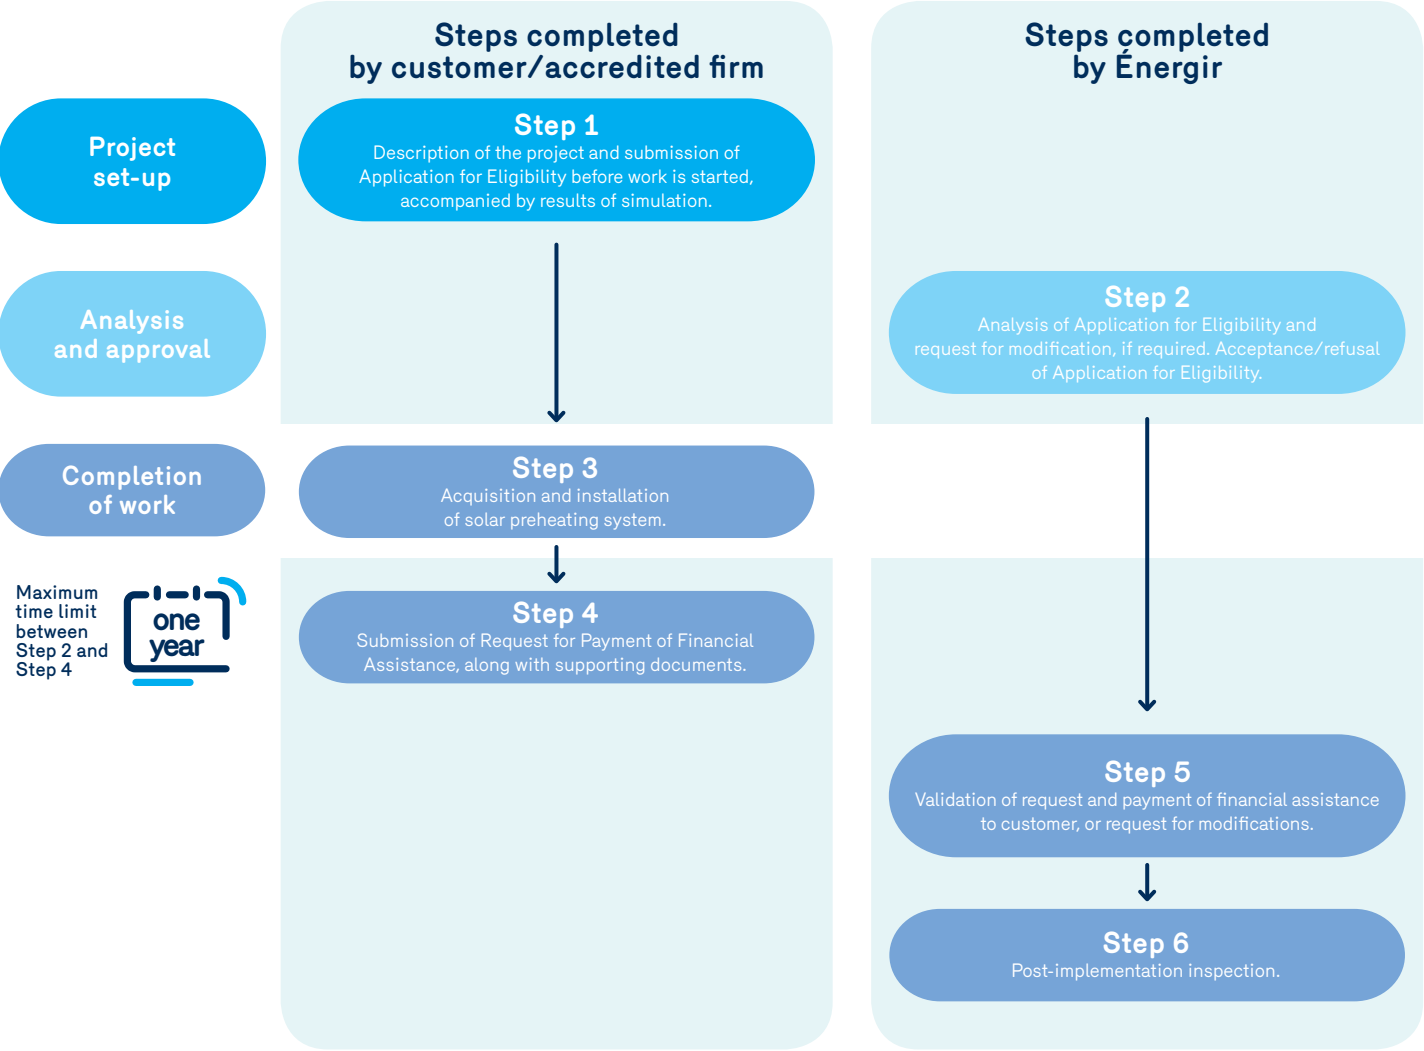 Steps completed
by customer/accredited firm
Steps completed
by Énergir
Project
set-up
Step 1
Description of the project and submission of
Application for Eligibility before work is started,
accompanied by results of simulation.
Analysis
and approval
Step 2
Analysis of Application for Eligibility and
request for modification, if required. Acceptance/refusal
of Application for Eligibility.
Completion
of work
Step 3
Acquisition and installation
of solar preheating system.
Maximum
time limit
between
Step 2 and
Step 4
one
year
Step 4
Submission of Request for Payment of Financial
Assistance, along with supporting documents.
Step 5
Validation of request and payment of financial assistance
to customer, or request for modifications.
Step 6
Post-implementation inspection.